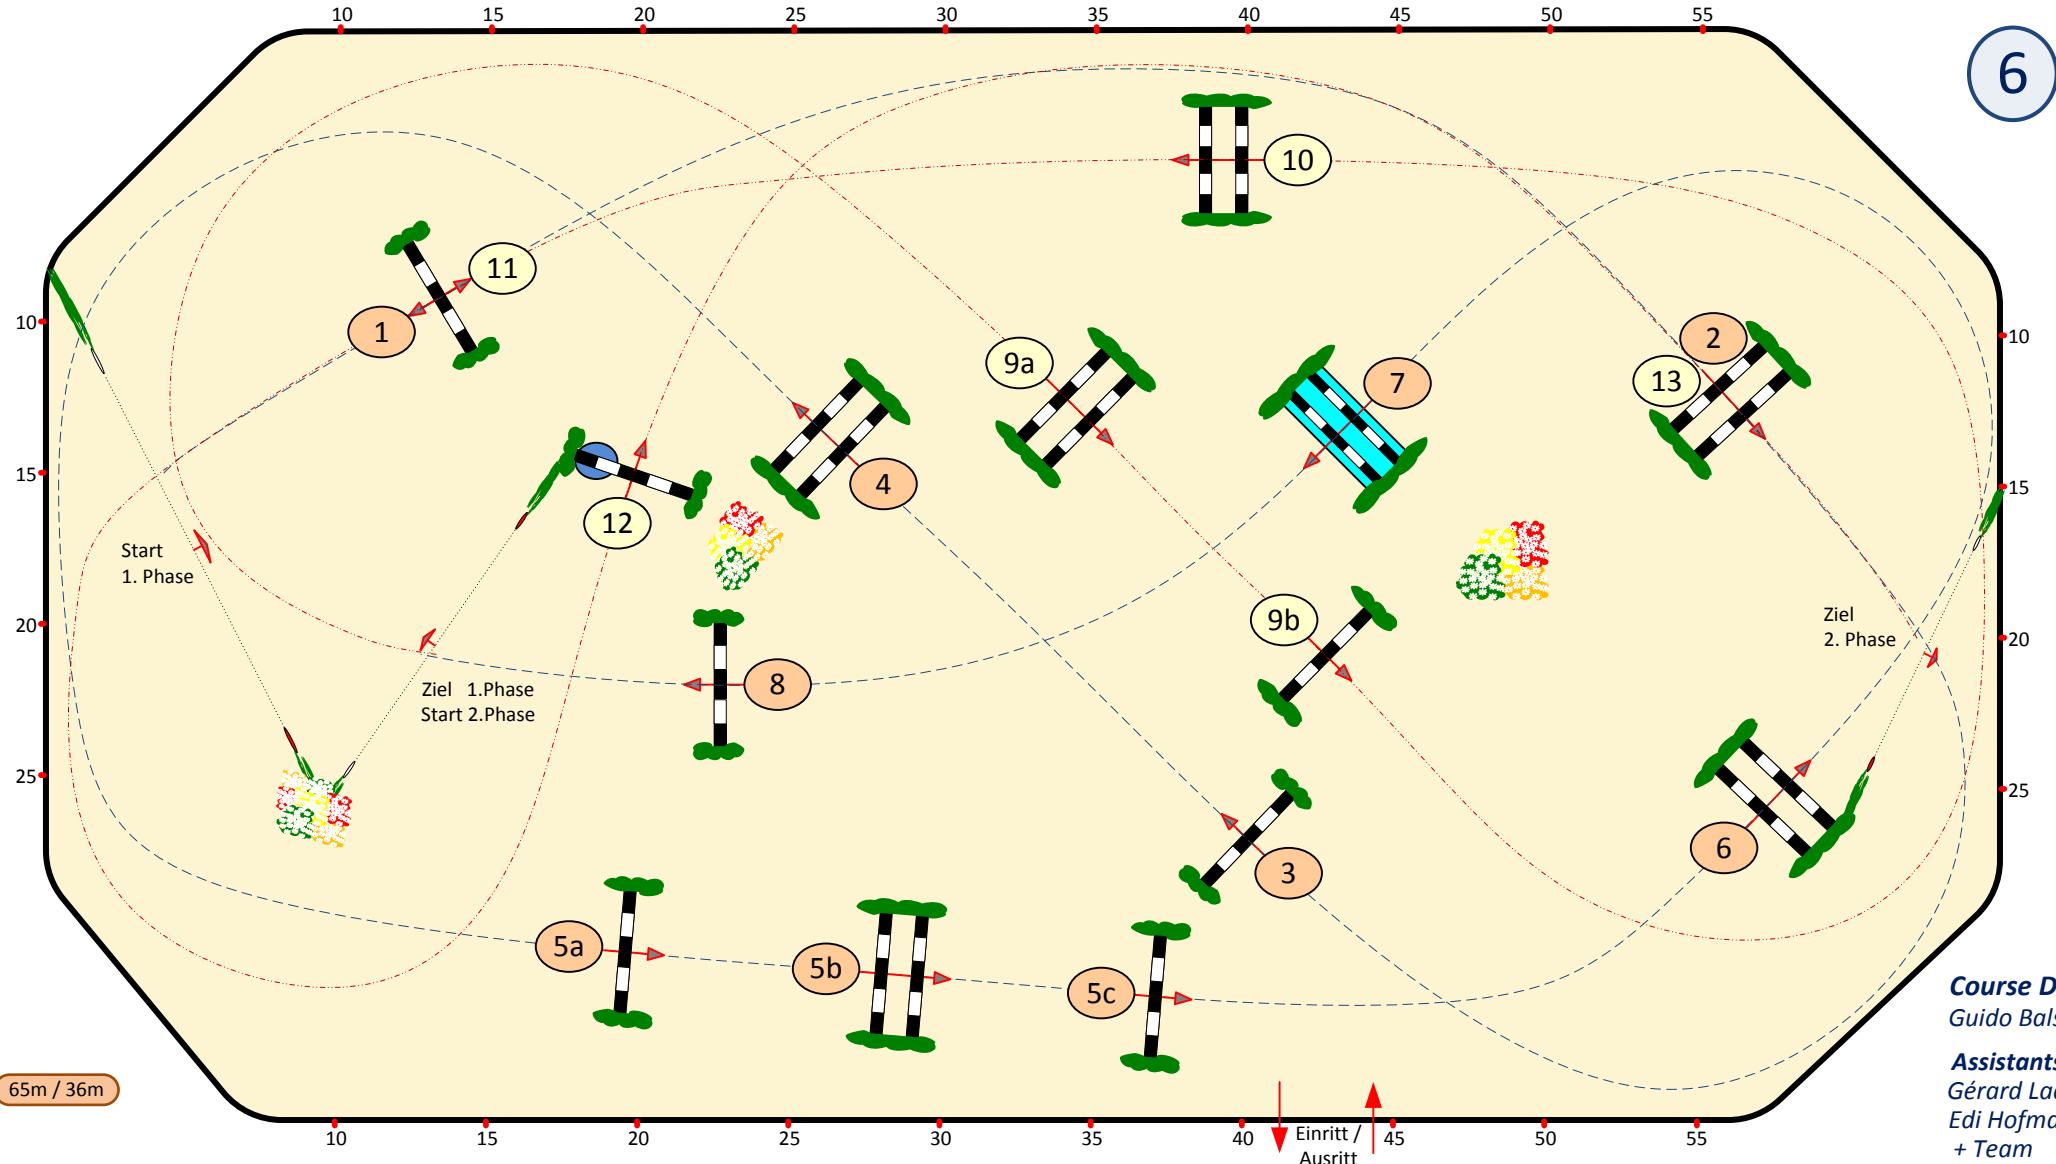 10 15 20 25 30 35 40 45 50 55
6
10
11
1
10
10
9a
2
7
13
4
15
15
12
Start
1. Phase
9b
Ziel
2. Phase
20
20
8
Ziel 1.Phase
Start 2.Phase
25
25
6
3
5a
5b
5c
Course D
Guido Bals
Assistants
Gérard La
Edi Hofma
+ Team
65m / 36m
10 15 20 25 30 35 40 45 50 55
Einritt /
Ausritt